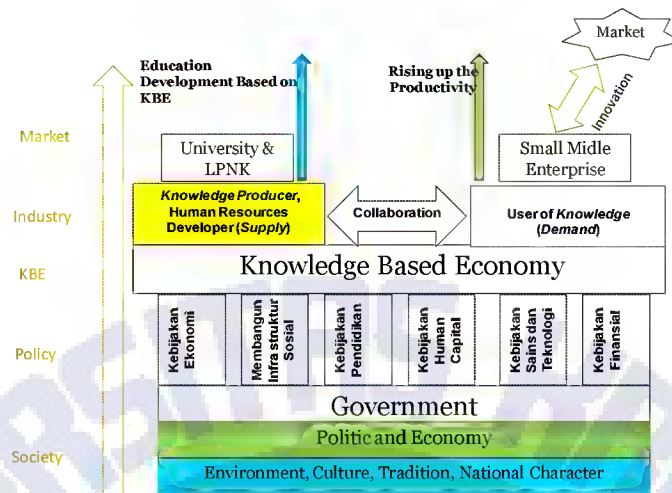 Market
Education
Development Based on
KBE
Rising up the
Productivity
Innovation
Market
University &
LPNK
Small Midle
Enterprise
Industry
Knowledge Producer,
Human Resources
Developer (Supply)
Collaboration
User of Knowledge
(Demand)
KBE
Knowledge Based Economy
Policy
Kebijakan
Ekonomi
Membangun
Infra struktur
Sosial
Kebijakan
Pendidikan
Kebijakan
Human
Capital
Kebijakan
Sains dan
Teknologi
Kebijakan
Finansial
Government
Politic and Economy
Society
Environment, Culture, Tradition, National Character